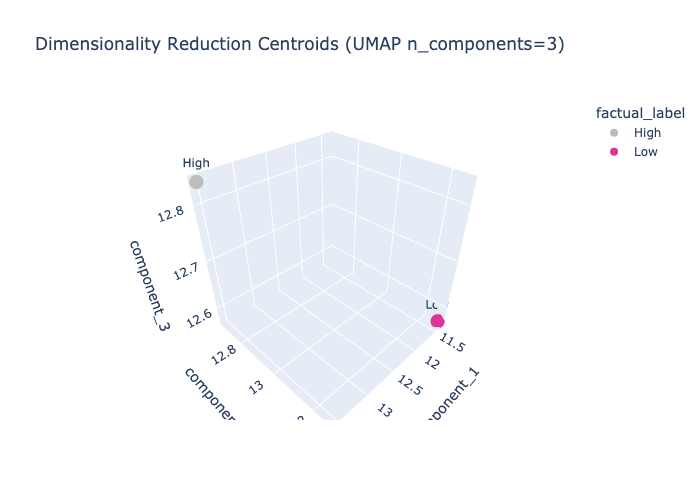 Dimensionality Reduction Centroids (UMAP n_components=3)
factual_label
High
Low
High
12.8
12.7
12.6
component_3
12.8
13
11.5
12
12.5
13